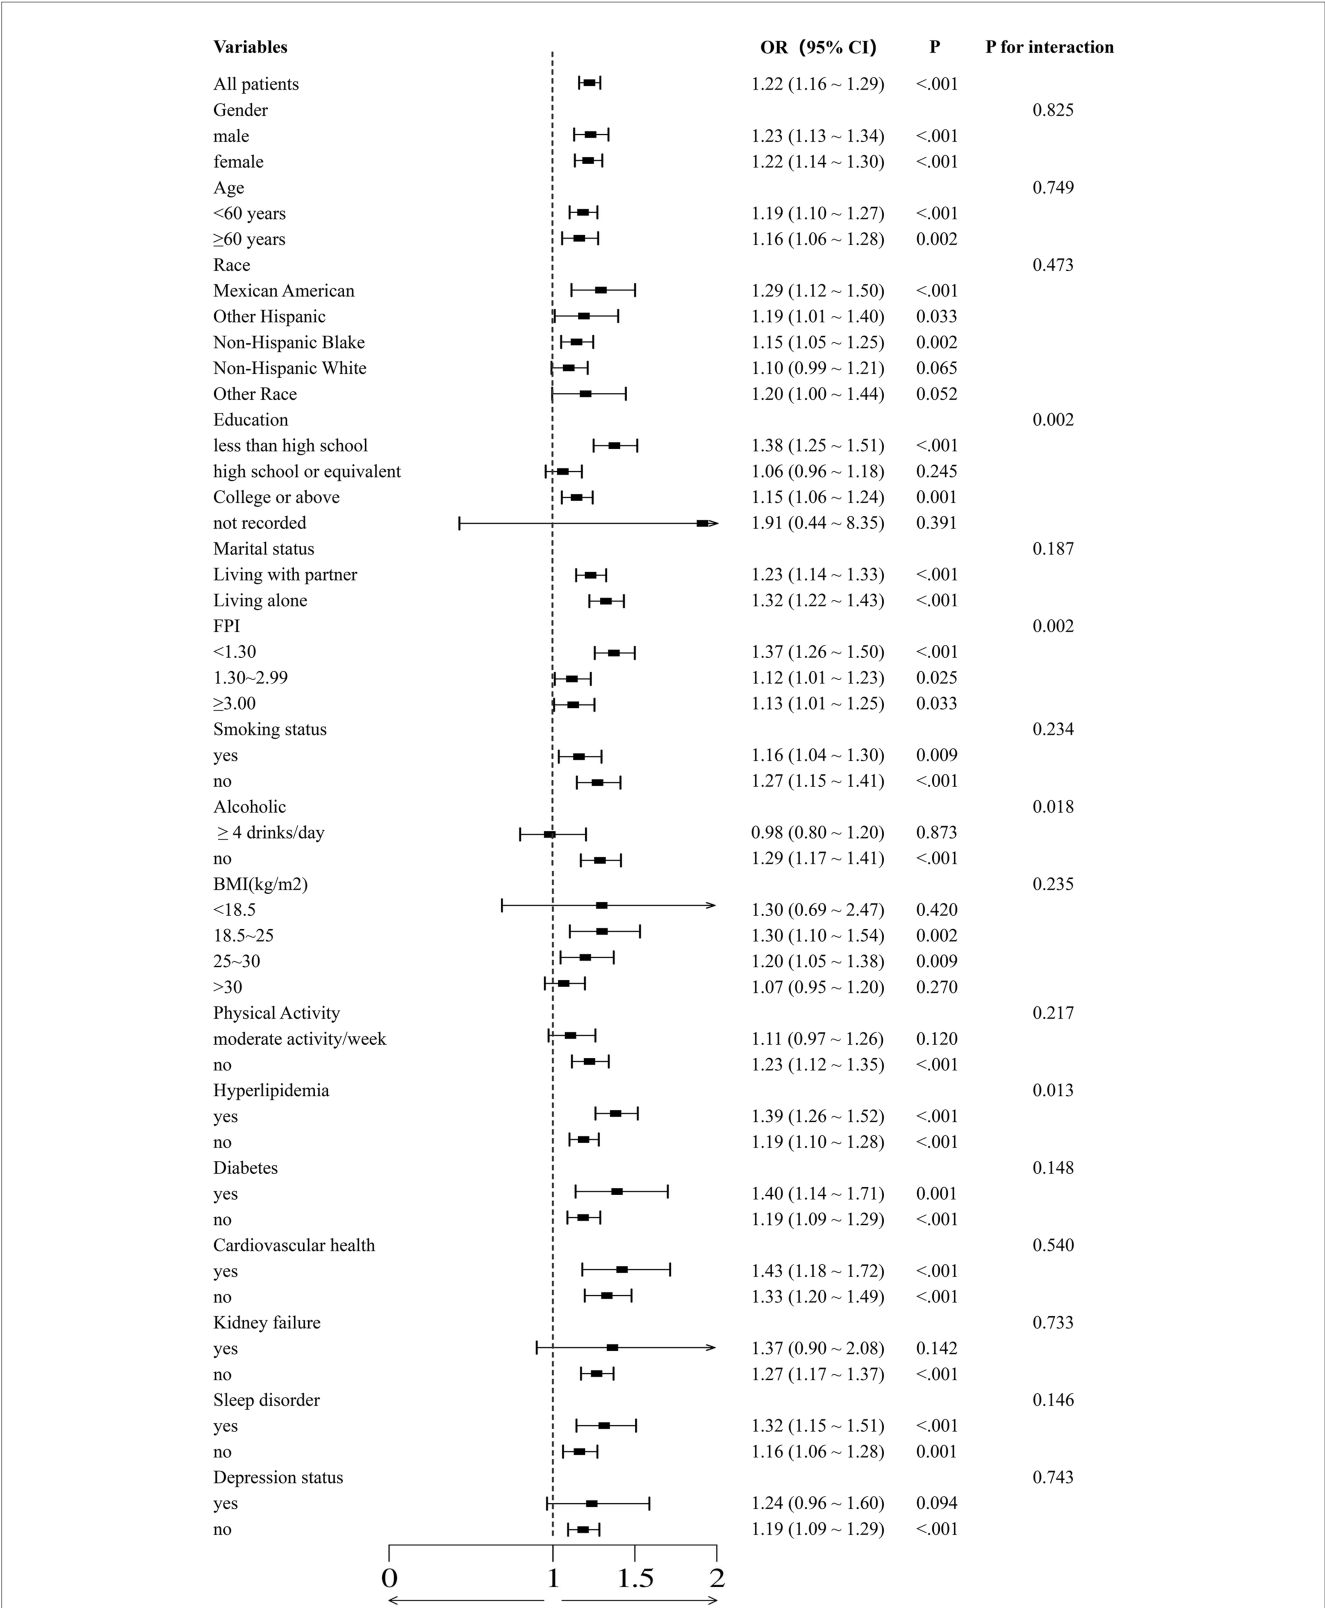 Variables OR (95% CI) P P for interaction
All patients 1.22 (1.16 ~ 1.29) <.001
Gender 0.825
male 1.23 (1.13 ~ 1.34) <.001
female 1.22 (1.14 ~ 1.30) <.001
Age 0.749
<60 years 1.19 (1.10 ~ 1.27) <.001
≥60 years 1.16 (1.06 ~ 1.28) 0.002
Race 0.473
Mexican American 1.29 (1.12 ~ 1.50) <.001
Other Hispanic 1.19 (1.01 ~ 1.40) 0.033
Non-Hispanic Blake 1.15 (1.05 ~ 1.25) 0.002
Non-Hispanic White 1.10 (0.99 ~ 1.21) 0.065
Other Race 1.20 (1.00 ~ 1.44) 0.052
Education 0.002
less than high school 1.38 (1.25 ~ 1.51) <.001
high school or equivalent 1.06 (0.96 ~ 1.18) 0.245
College or above 1.15 (1.06 ~ 1.24) 0.001
not recorded 1.91 (0.44 ~ 8.35) 0.391
Marital status 0.187
Living with partner 1.23 (1.14 ~ 1.33) <.001
Living alone 1.32 (1.22 ~ 1.43) <.001
FPI 0.002
<1.30 1.37 (1.26 ~ 1.50) <.001
1.30~2.99 1.12 (1.01 ~ 1.23) 0.025
≥3.00 1.13 (1.01 ~ 1.25) 0.033
Smoking status 0.234
yes 1.16 (1.04 ~ 1.30) 0.009
no 1.27 (1.15 ~ 1.41) <.001
Alcoholic 0.018
≥ 4 drinks/day 0.98 (0.80 ~ 1.20) 0.873
no 1.29 (1.17 ~ 1.41) <.001
BMI(kg/m2) 0.235
<18.5 1.30 (0.69 ~ 2.47) 0.420
18.5~25 1.30 (1.10 ~ 1.54) 0.002
25~30 1.20 (1.05 ~ 1.38) 0.009
>30 1.07 (0.95 ~ 1.20) 0.270
Physical Activity 0.217
moderate activity/week 1.11 (0.97 ~ 1.26) 0.120
no 1.23 (1.12 ~ 1.35) <.001
Hyperlipidemia 0.013
yes 1.39 (1.26 ~ 1.52) <.001
no 1.19 (1.10 ~ 1.28) <.001
Diabetes 0.148
yes 1.40 (1.14 ~ 1.71) 0.001
no 1.19 (1.09 ~ 1.29) <.001
Cardiovascular health 0.540
yes 1.43 (1.18 ~ 1.72) <.001
no 1.33 (1.20 ~ 1.49) <.001
Kidney failure 0.733
yes 1.37 (0.90 ~ 2.08) 0.142
no 1.27 (1.17 ~ 1.37) <.001
Sleep disorder 0.146
yes 1.32 (1.15 ~ 1.51) <.001
no 1.16 (1.06 ~ 1.28) 0.001
Depression status 0.743
yes 1.24 (0.96 ~ 1.60) 0.094
no 1.19 (1.09 ~ 1.29) <.001
0 1 1.5 2